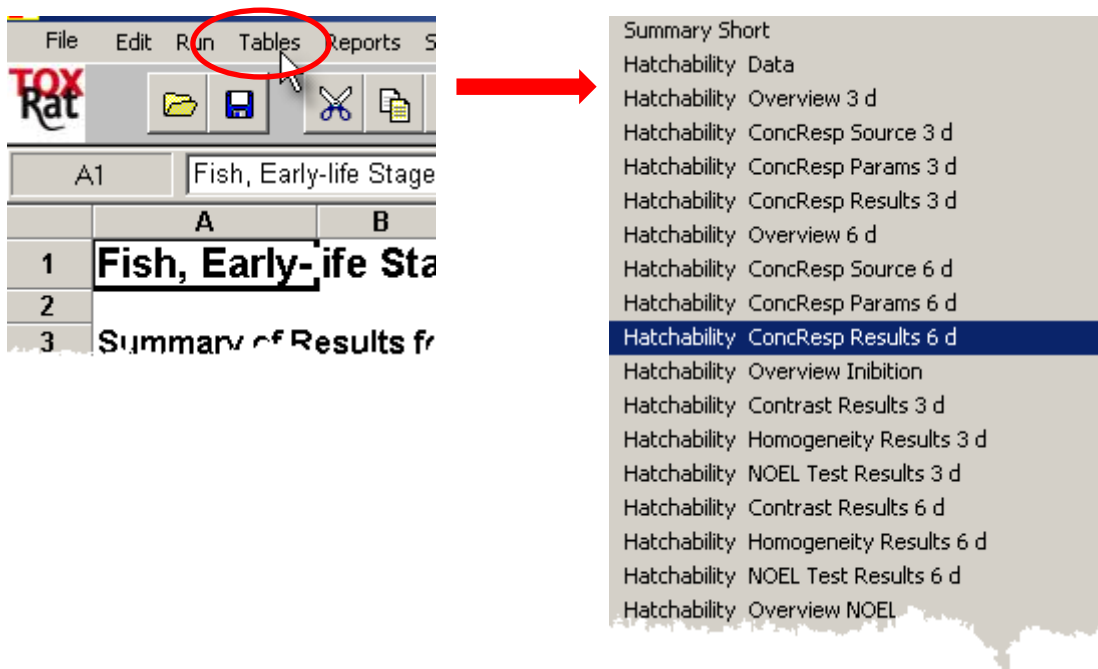 File Edit Run Tables Reports S
TOX
Rat
A1 Fish, Early-life Stage
A B
1 Fish, Early-life Sta
2
3 Summary of Results fr
Summary Short
Hatchability Data
Hatchability Overview 3 d
Hatchability ConcResp Source 3 d
Hatchability ConcResp Params 3 d
Hatchability ConcResp Results 3 d
Hatchability Overview 6 d
Hatchability ConcResp Source 6 d
Hatchability ConcResp Params 6 d
Hatchability ConcResp Results 6 d
Hatchability Overview Inibition
Hatchability Contrast Results 3 d
Hatchability Homogeneity Results 3 d
Hatchability NOEL Test Results 3 d
Hatchability Contrast Results 6 d
Hatchability Homogeneity Results 6 d
Hatchability NOEL Test Results 6 d
Hatchability Overview NOEL